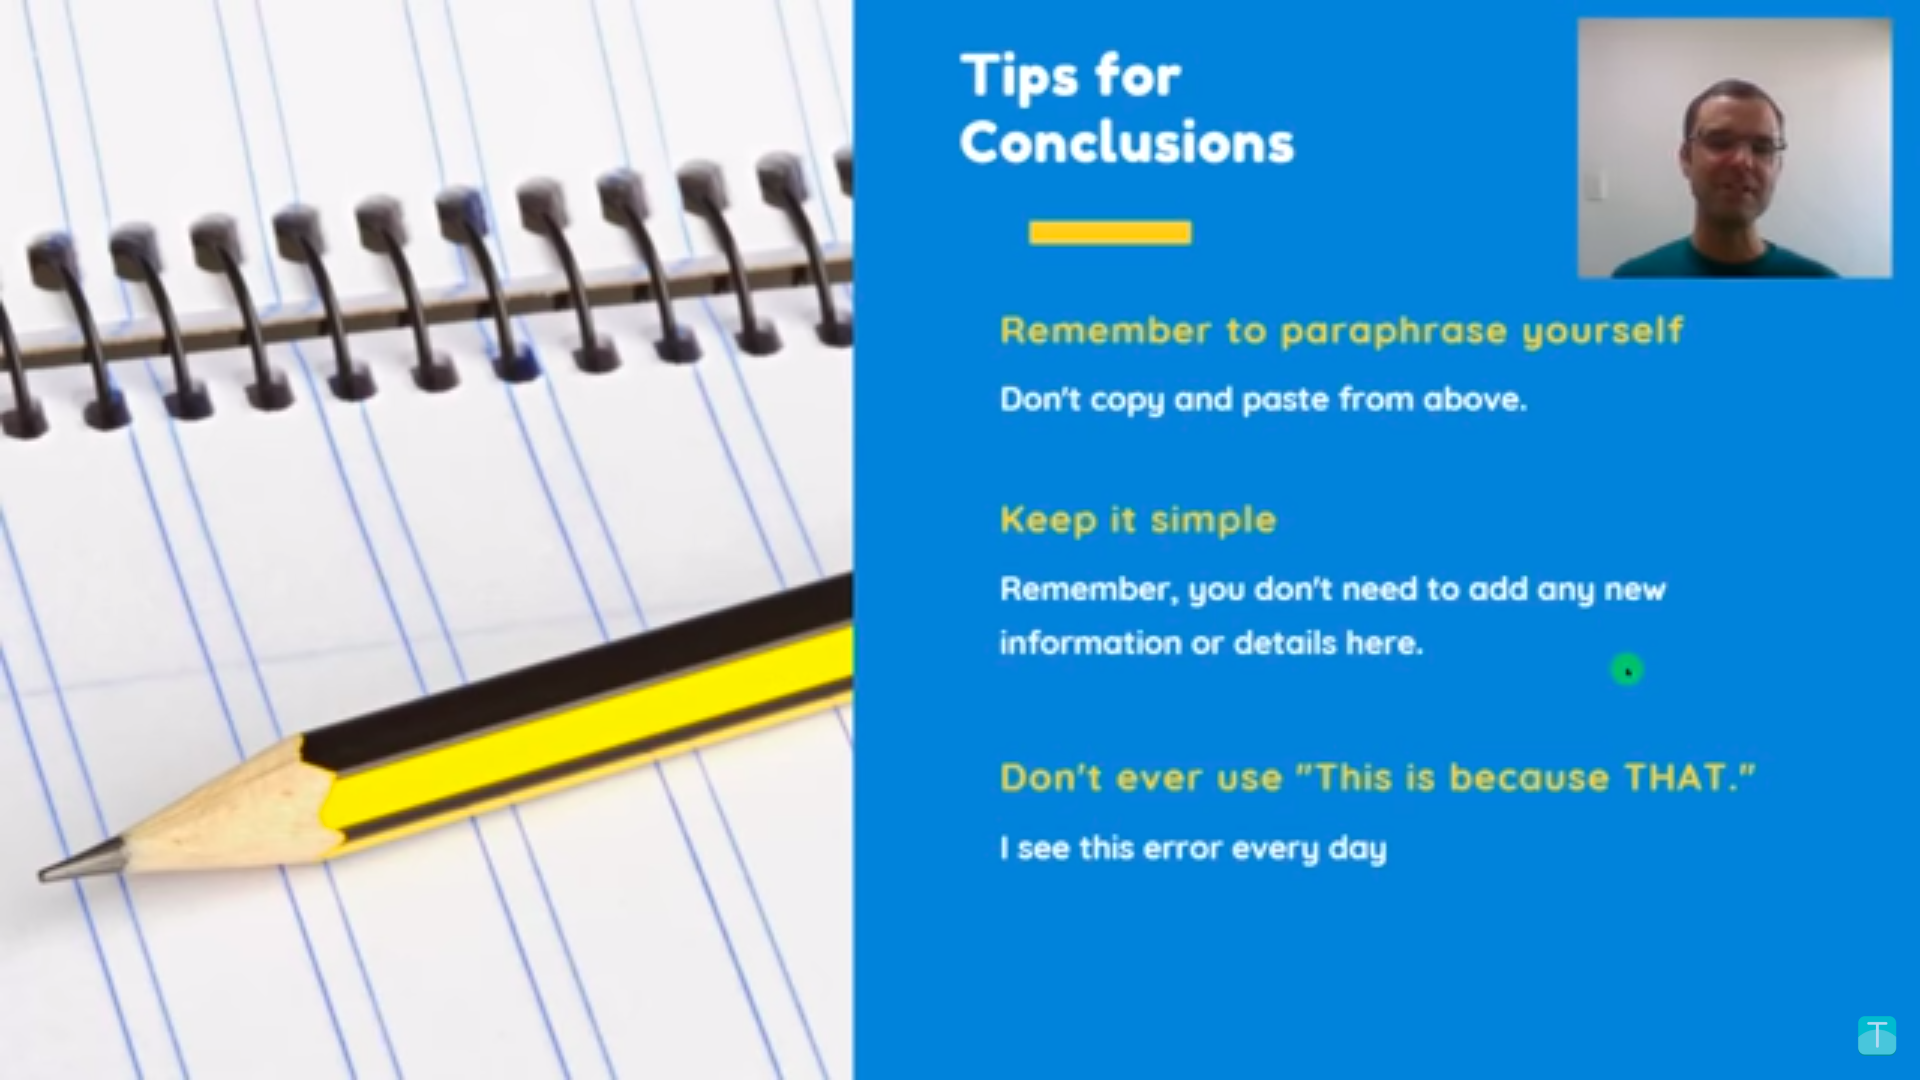 Tips for
Conclusions
Remember to paraphrase yourself
Don't copy and paste from above.
Keep it simple
Remember, you don't need to add any new
information or details here.
Don't ever use "This is because THAT."
I see this error every day
T